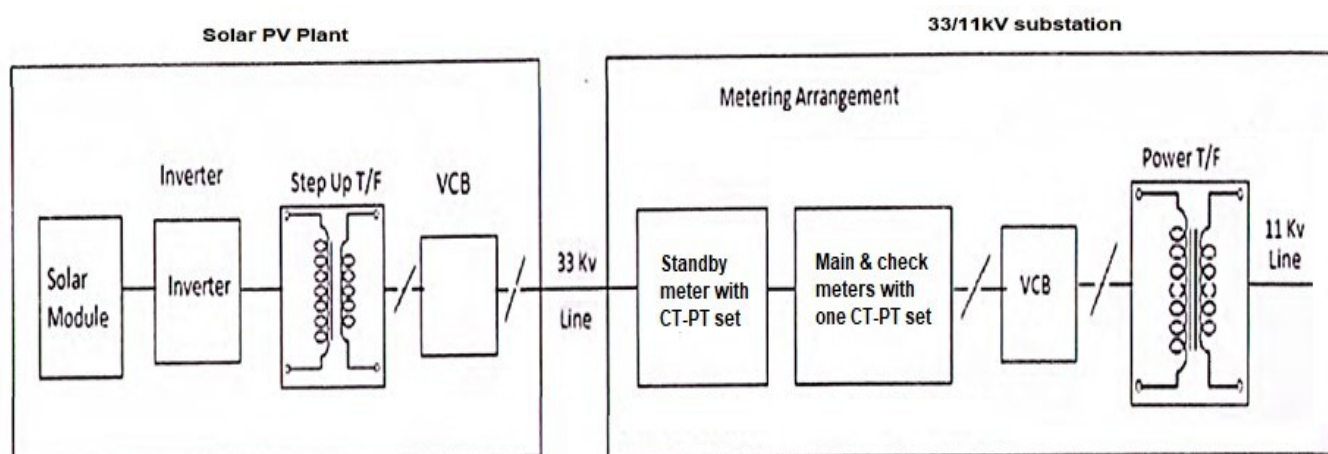 Solar PV Plant
33/11kV substation
Metering Arrangement
Inverter
Step Up T/F
VCB
Power T/F
Solar
Module
Inverter
33 Kv
Line
Standby
meter with
CT-PT set
Main & check
meters with
one CT-PT set
VCB
11 Kv
Line